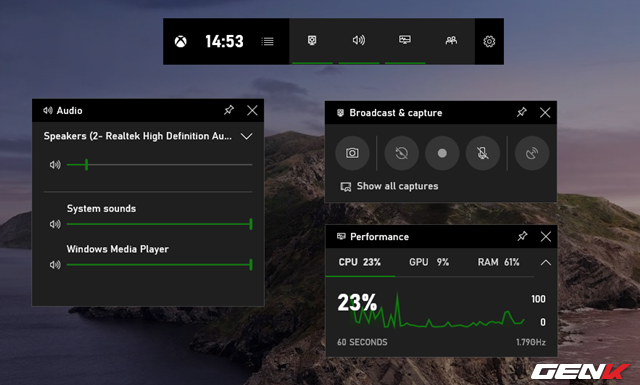 14:53
Audio
Speakers (2- Realtek High Definition Au...
System sounds
Windows Media Player
Broadcast & capture
Show all captures
Performance
CPU 23% GPU 9% RAM 61%
23%
100
0
60 SECONDS 1.790Hz
GENK